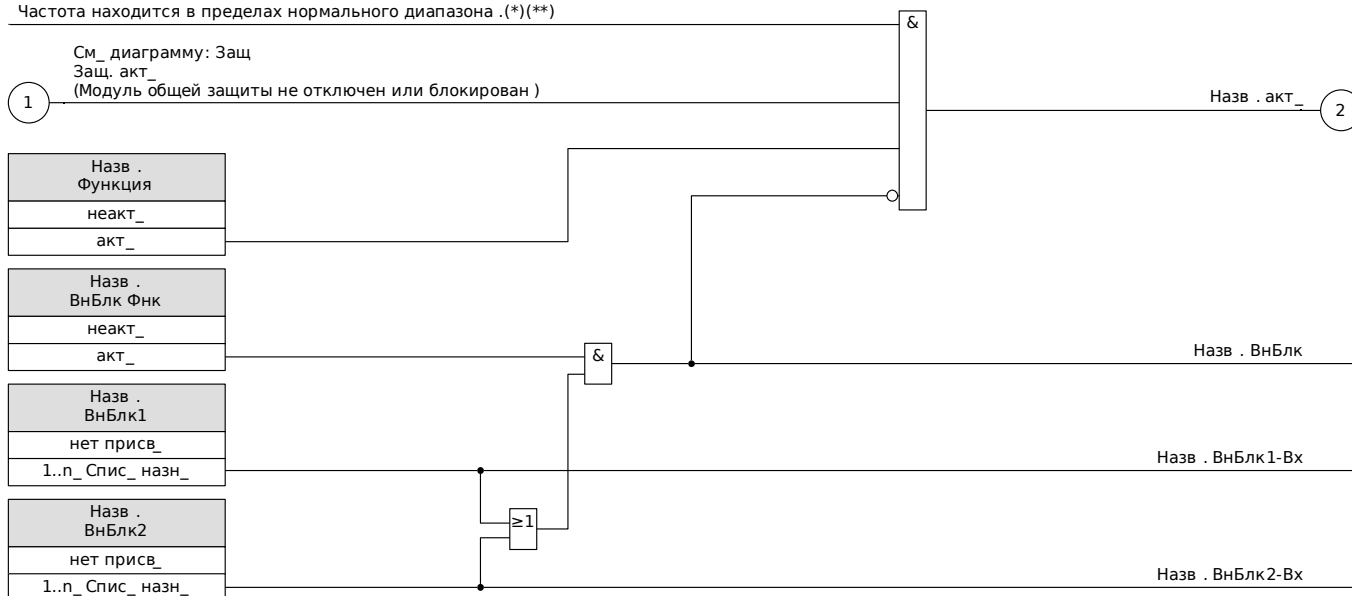 Частота находится в пределах нормального диапазона .(*)(**)
&
См_ диаграмму: Защ
Защ. акт_
(Модуль общей защиты не отключен или блокирован )
1
Назв . акт_
2
Назв .
Функция
неакт_
акт_
Назв .
ВнБлк Фнк
неакт_
акт_
&
Назв . ВнБлк
Назв .
ВнБлк1
нет присв_
1..n_ Спис_ назн_
Назв . ВнБлк1-Вх
Назв .
ВнБлк2
≥1
нет присв_
1..n_ Спис_ назн_
Назв . ВнБлк2-Вх